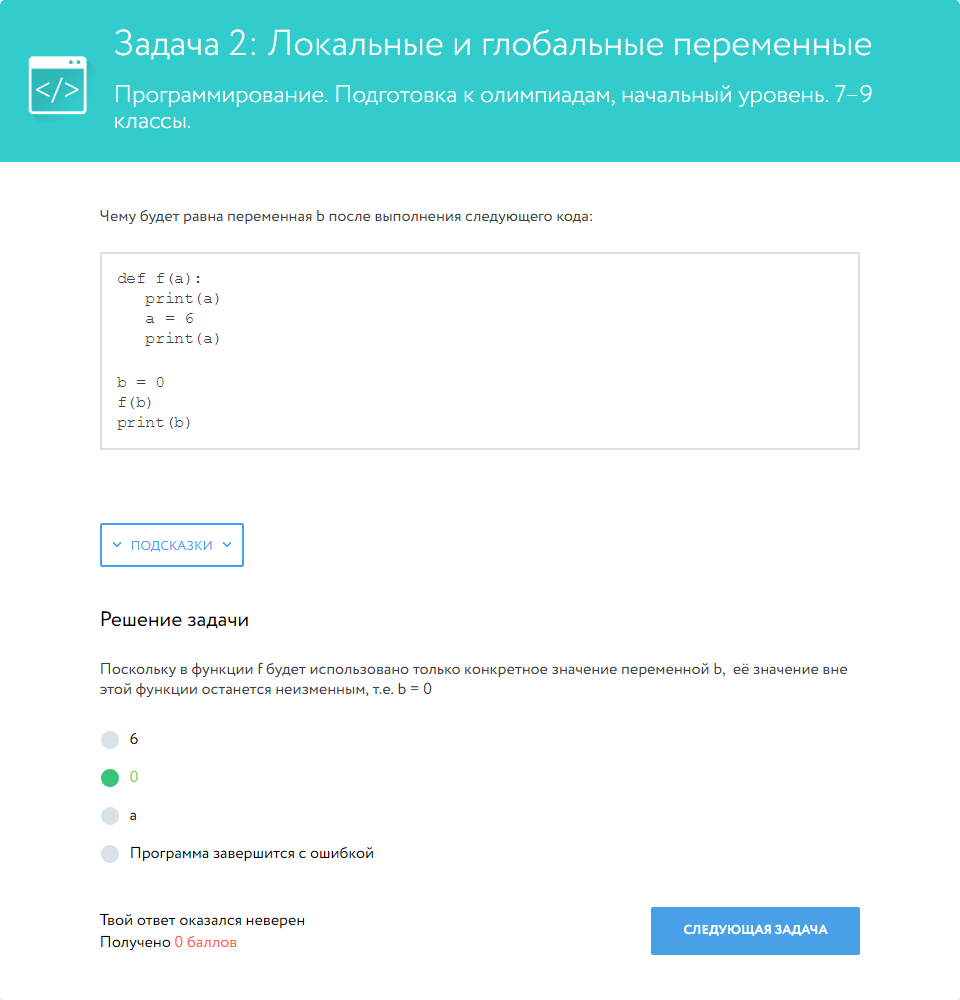 Задача 2: Локальные и глобальные переменные
</>
Программирование. Подготовка к олимпиадам, начальный уровень. 7–9
классы.
Чему будет равна переменная b после выполнения следующего кода:
def f(a):
   print(a)
   a = 6
   print(a)
b = 0
f(b)
print(b)
ПОДСКАЗКИ
Решение задачи
Поскольку в функции f будет использовано только конкретное значение переменной b,  её значение вне
этой функции останется неизменным, т.е. b = 0
6
0
a
Программа завершится с ошибкой
Твой ответ оказался неверен
Получено 0 баллов
СЛЕДУЮЩАЯ ЗАДАЧА